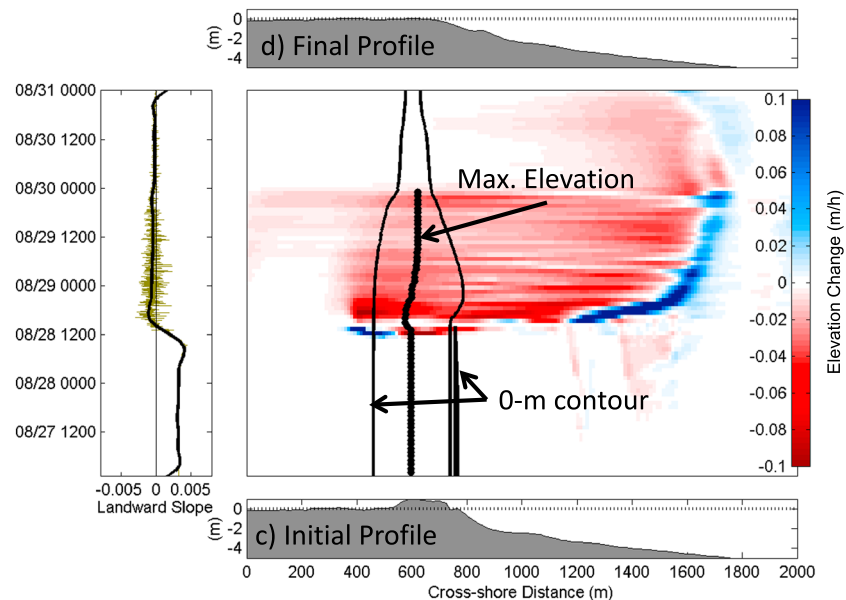 0
-2
-4
(m)
d) Final Profile
08/31 0000
08/30 1200
08/30 0000
08/29 1200
08/29 0000
08/28 1200
08/28 0000
08/27 1200
-0.005 0 0.005
Landward Slope
Max. Elevation
0-m contour
0.1
0.08
0.06
0.04
0.02
0
-0.02
-0.04
-0.06
-0.08
-0.1
Elevation Change (m/h)
0
-2
-4
(m)
c) Initial Profile
0 200 400 600 800 1000 1200 1400 1600 1800 2000
Cross-shore Distance (m)